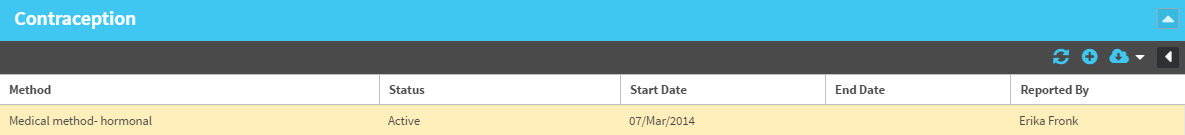 Contraception
Method Status Start Date End Date Reported By
Medical method- hormonal Active 07/Mar/2014 Erika Fronk